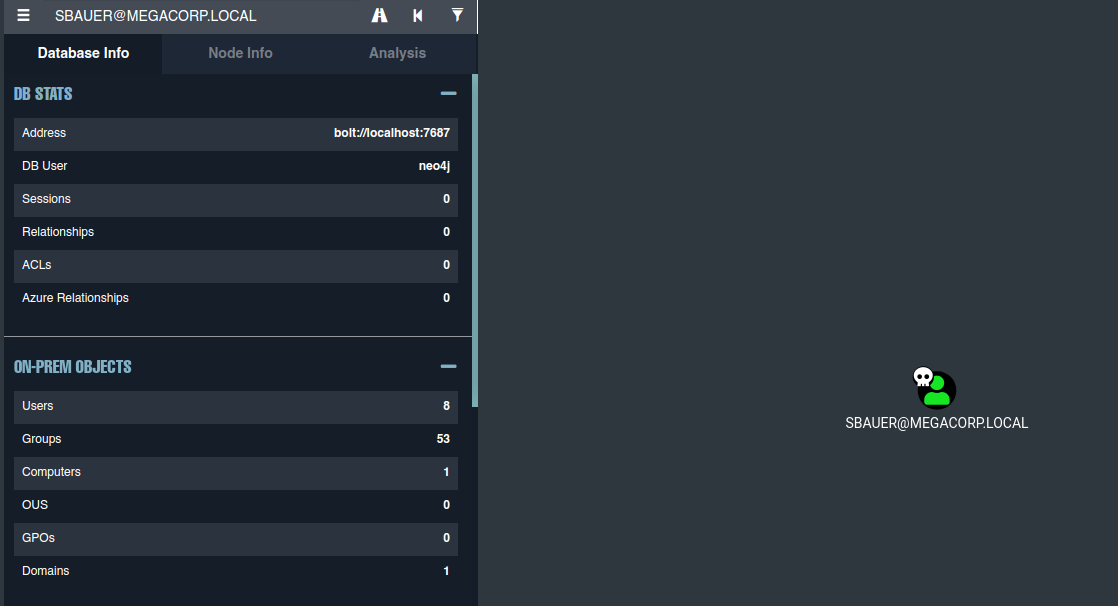 SBAUER@MEGACORP.LOCAL
Database Info Node Info Analysis
DB STATS
Address bolt://localhost:7687
DB User neo4j
Sessions 0
Relationships 0
ACLs 0
Azure Relationships 0
ON-PREM OBJECTS
Users 8
Groups 53
Computers 1
OUS 0
GPOs 0
Domains 1
SBAUER@MEGACORP.LOCAL